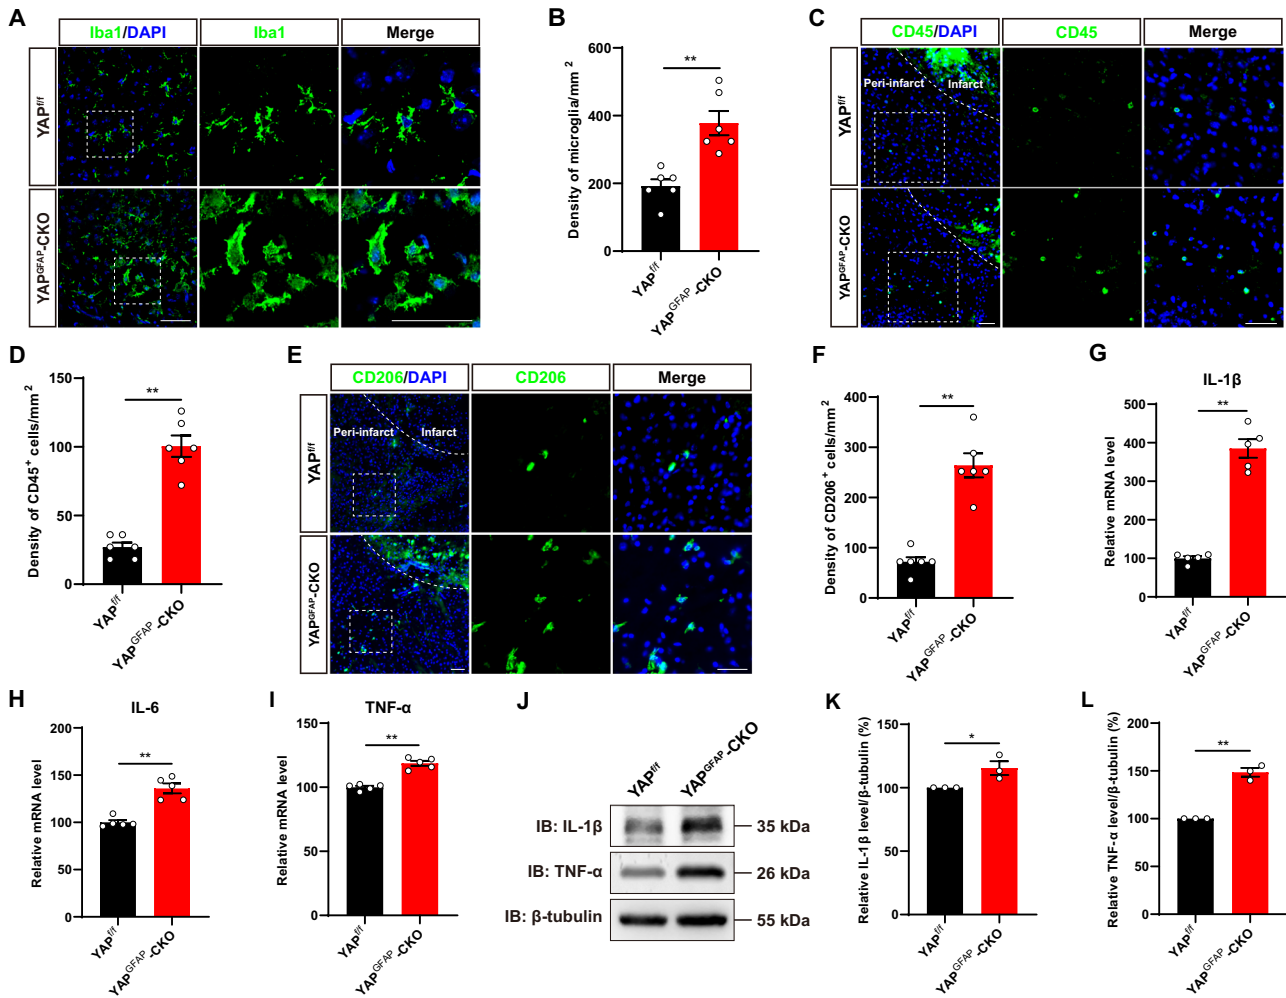 A
Iba1/DAPI
Iba1
Merge
YAPf/f
YAPGFAP-CKO
B
Density of microglia/mm2
600
400
200
0
**
YAPf/f
YAPGFAP-CKO
C
CD45/DAPI
CD45
Merge
Peri-infarct
Infarct
YAPf/f
YAPGFAP-CKO
D
Density of CD45+ cells/mm2
150
100
50
0
**
YAPf/f
YAPGFAP-CKO
E
CD206/DAPI
CD206
Merge
Peri-infarct
Infarct
YAPf/f
YAPGFAP-CKO
F
Density of CD206+ cells/mm2
400
300
200
100
0
**
YAPf/f
YAPGFAP-CKO
G
IL-1β
Relative mRNA level
500
400
300
200
100
0
**
YAPf/f
YAPGFAP-CKO
H
IL-6
Relative mRNA level
200
150
100
50
0
**
YAPf/f
YAPGFAP-CKO
I
TNF-α
Relative mRNA level
150
100
50
0
**
YAPf/f
YAPGFAP-CKO
J
YAPf/f
YAPGFAP-CKO
IB: IL-1β
35 kDa
IB: TNF-α
26 kDa
IB: β-tubulin
55 kDa
K
Relative IL-1β level/β-tubulin (%)
150
100
50
0
*
YAPf/f
YAPGFAP-CKO
L
Relative TNF-α level/β-tubulin (%)
200
150
100
50
0
**
YAPf/f
YAPGFAP-CKO